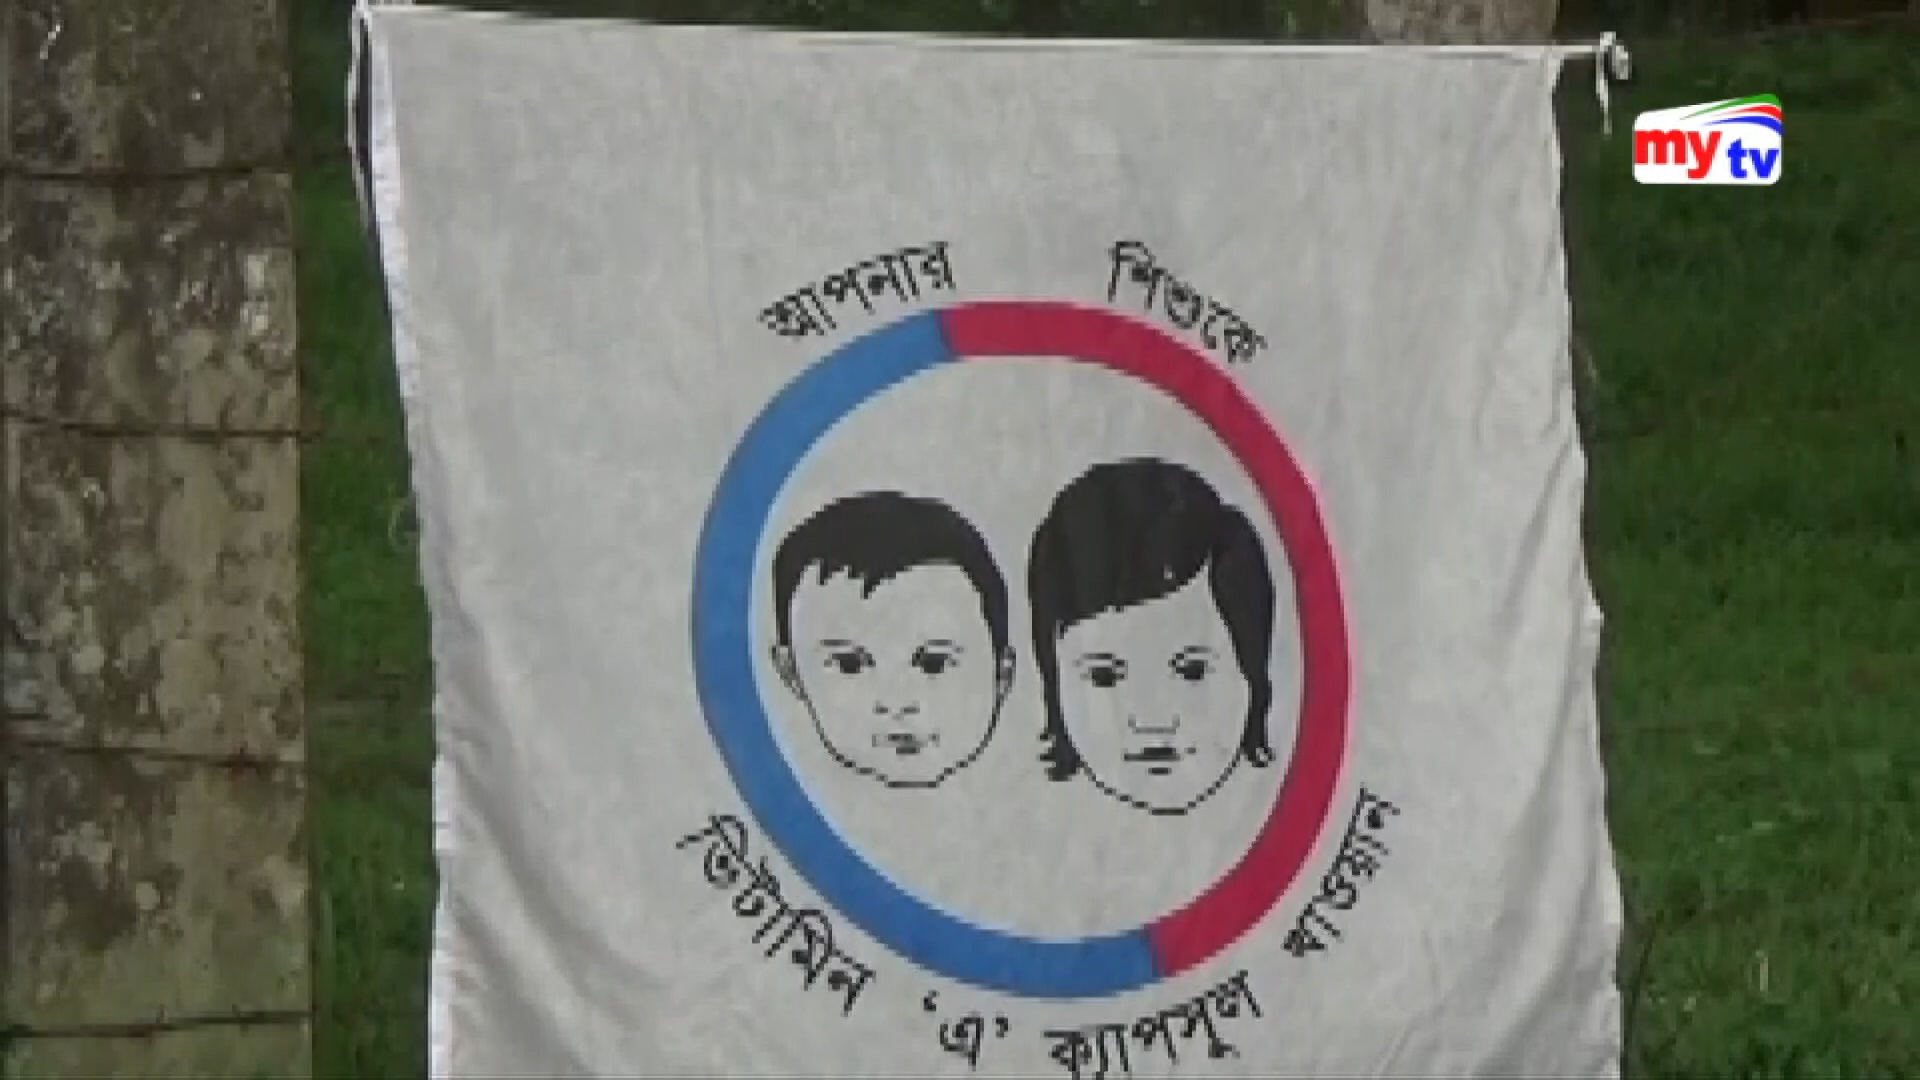 my tv
আপনার শিশুকে
ভিটামিন ‘এ’ ক্যাপসুল খাওয়ান